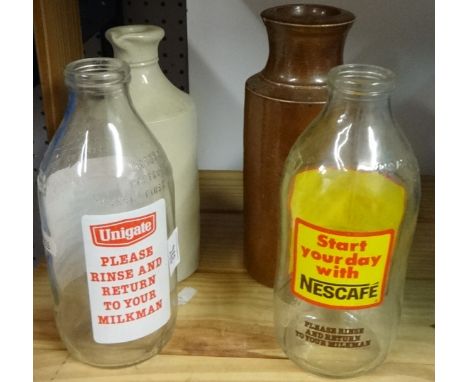 Unigate
PLEASE
RINSE AND
RETURN
TO YOUR
MILKMAN
Start
your day
with
NESCAFÉ
PLEASE RINSE
AND RETURN
TO YOUR MILKMAN